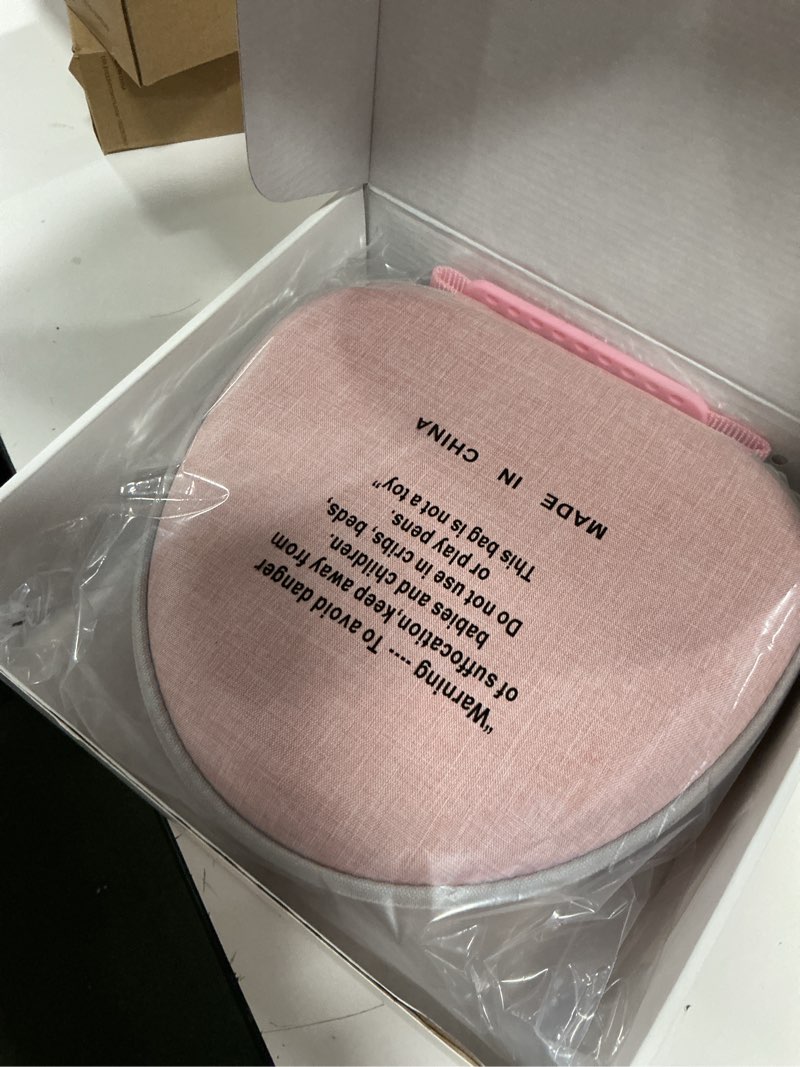 "Warning ---- To avoid danger
of suffocation,keep away from
babies and children.
Do not use in cribs, beds,
or play pens.
This bag is not a toy"
MADE IN CHINA